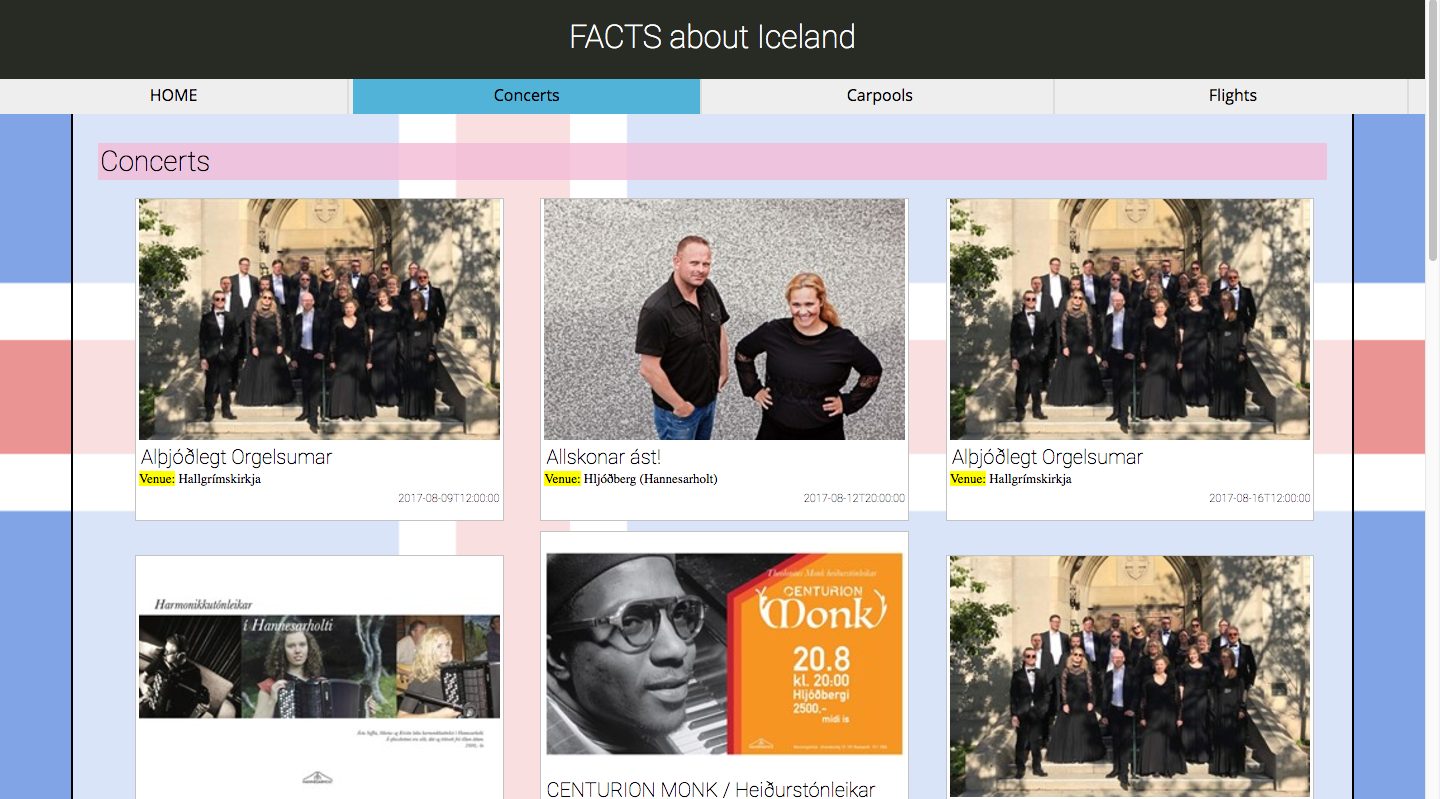 FACTS about Iceland
HOME
Concerts
Carpools
Flights
Concerts
Alþjóðlegt Orgelsumar
Venue: Hallgrímskirkja
2017-08-09T12:00:00
Allskonar ást!
Venue: Hljóðberg (Hannesarholt)
2017-08-12T20:00:00
Alþjóðlegt Orgelsumar
Venue: Hallgrímskirkja
2017-08-16T12:00:00
Harmonikkutónleikar
í Hannesarholti
Thelonious Monk heiðurstónleikar
CENTURION
Monk
20.8
kl. 20:00
Hljóðbergi
2500.-
midi is
CENTURION MONK / Heiðurstónleikar